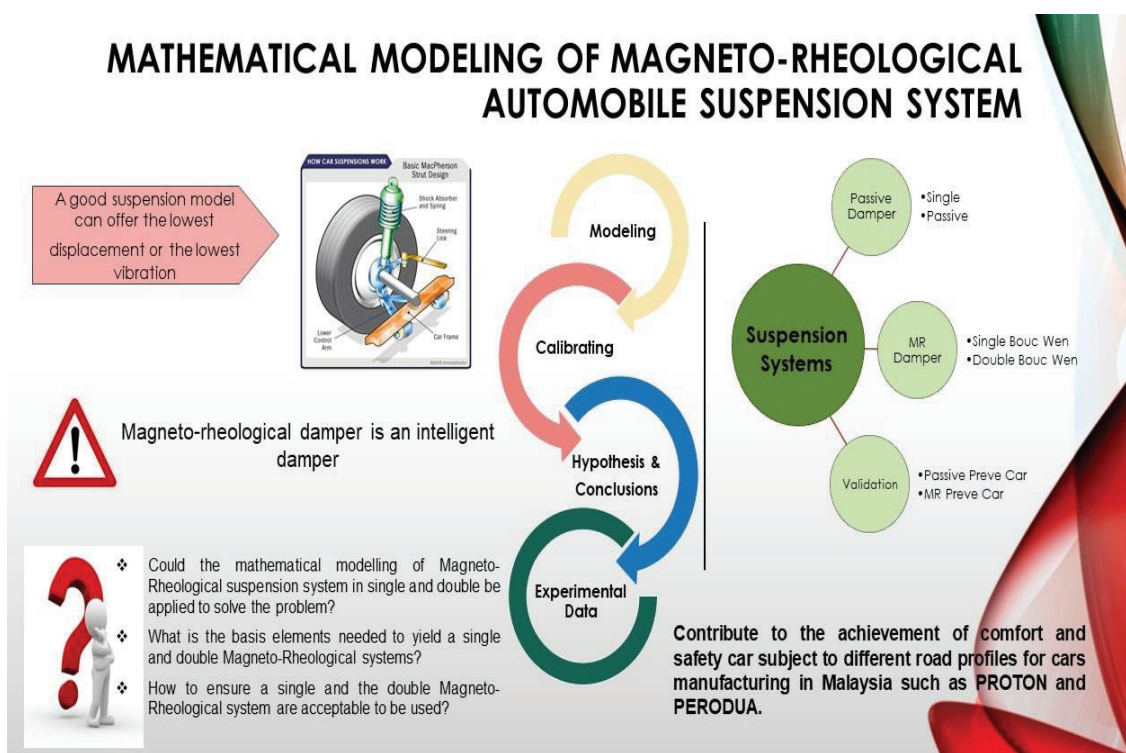 MATHEMATICAL MODELING OF MAGNETO-RHEOLOGICAL
AUTOMOBILE SUSPENSION SYSTEM
A good suspension model
can offer the lowest
displacement or the lowest
vibration
HOW CAR SUSPENSIONS WORK
Basic MacPherson
Strut Design
Shock Absorber
and Spring
Steering
Link
Lower
Control
Arm
Car Frame
Magneto-rheological damper is an intelligent
damper
❖ Could the mathematical modelling of Magneto-
Rheological suspension system in single and double be
applied to solve the problem?
❖ What is the basis elements needed to yield a single
and double Magneto-Rheological systems?
❖ How to ensure a single and the double Magneto-
Rheological system are acceptable to be used?
Modeling
Calibrating
Hypothesis &
Conclusions
Experimental
Data
Suspension
Systems
Passive
Damper
•Single
•Passive
MR
Damper
•Single Bouc Wen
•Double Bouc Wen
Validation
•Passive Preve Car
•MR Preve Car
Contribute to the achievement of comfort and
safety car subject to different road profiles for cars
manufacturing in Malaysia such as PROTON and
PERODUA.